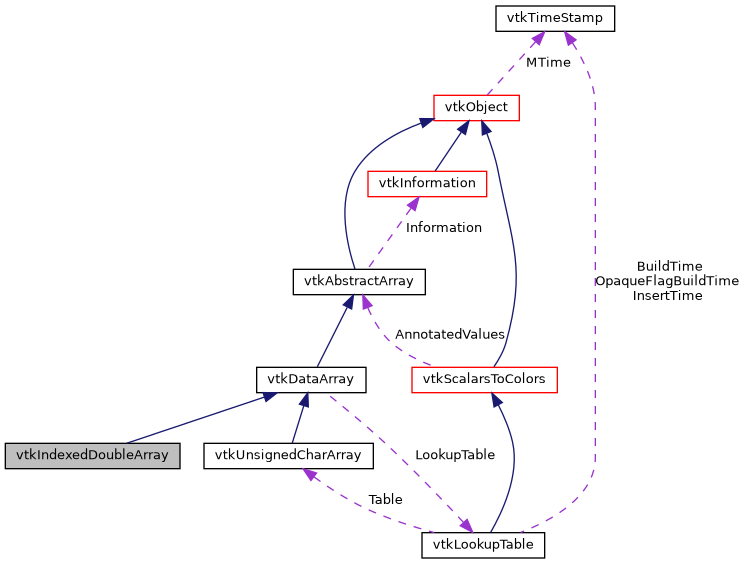 vtkTimeStamp
MTime
vtkObject
vtkInformation
Information
BuildTime
OpaqueFlagBuildTime
InsertTime
vtkAbstractArray
AnnotatedValues
vtkDataArray
vtkScalarsToColors
vtkIndexedDoubleArray
vtkUnsignedCharArray
LookupTable
Table
vtkLookupTable